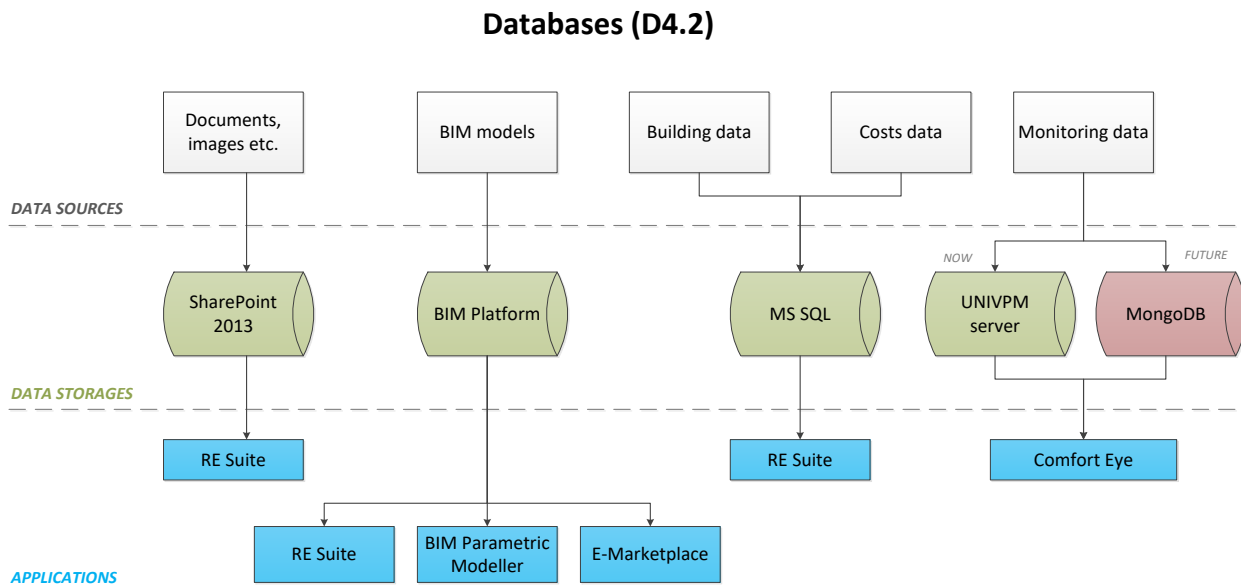 Databases (D4.2)
Documents,
images etc.
BIM models
Building data
Costs data
Monitoring data
DATA SOURCES
NOW
FUTURE
SharePoint
2013
BIM Platform
MS SQL
UNIVPM
server
MongoDB
DATA STORAGES
RE Suite
RE Suite
Comfort Eye
RE Suite
BIM Parametric
Modeller
E-Marketplace
APPLICATIONS